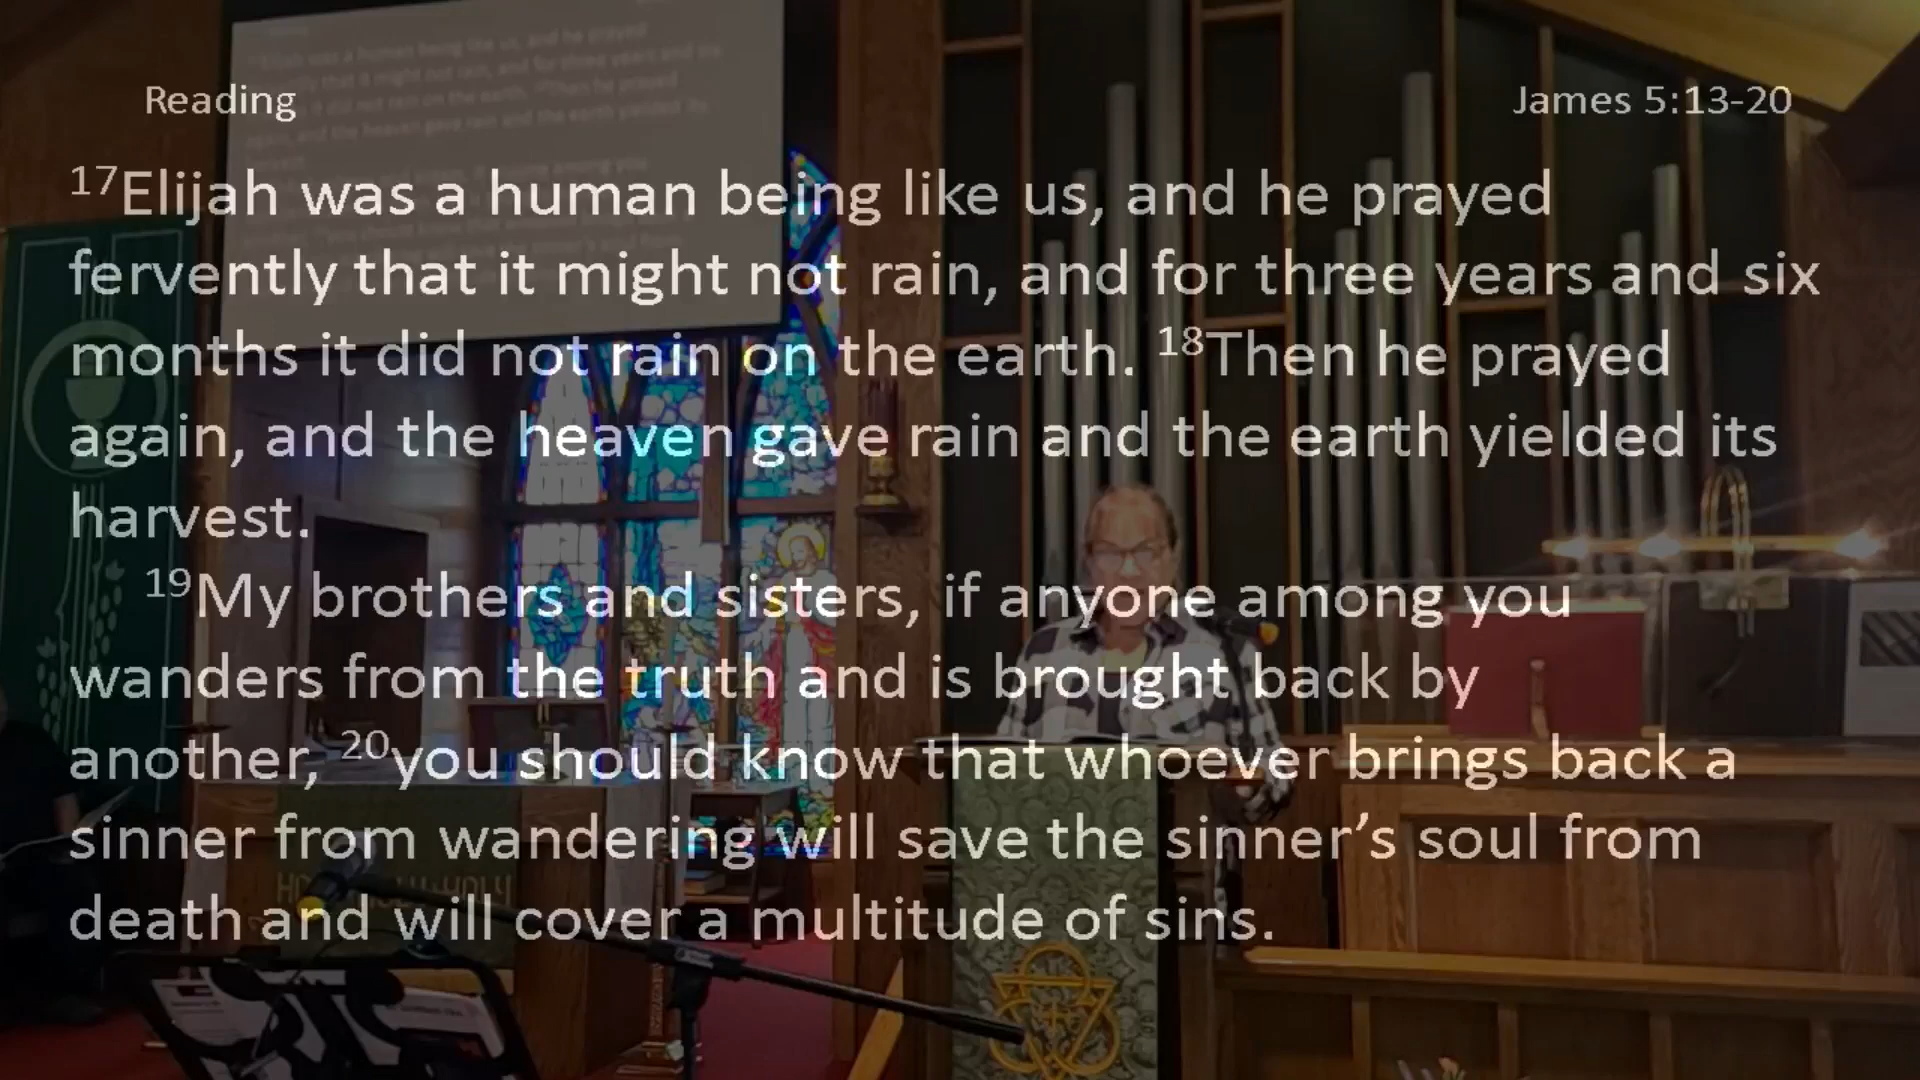 Reading
James 5:13-20
17Elijah was a human being like us, and he prayed
fervently that it might not rain, and for three years and six
months it did not rain on the earth. 18Then he prayed
again, and the heaven gave rain and the earth yielded its
harvest.
19My brothers and sisters, if anyone among you
wanders from the truth and is brought back by
another, 20you should know that whoever brings back a
sinner from wandering will save the sinner’s soul from
death and will cover a multitude of sins.